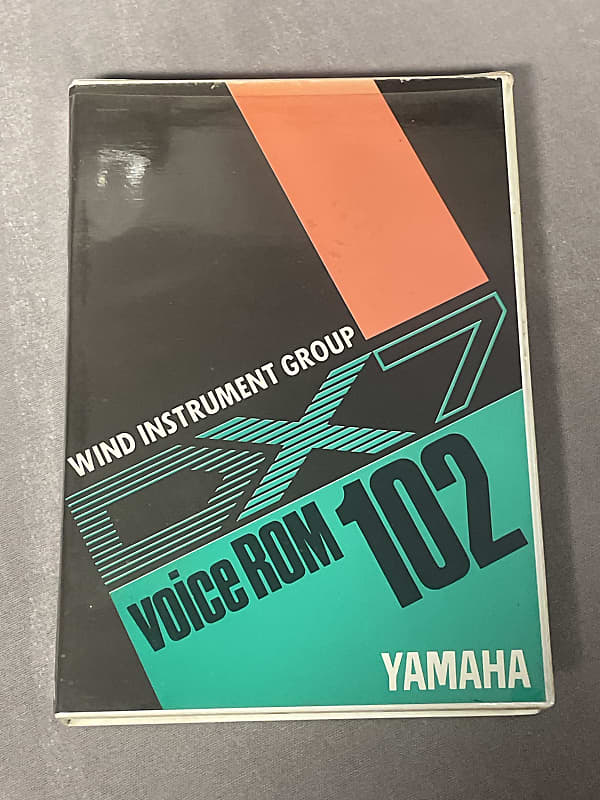 WIND INSTRUMENT GROUP
DX7
voice ROM 102
YAMAHA